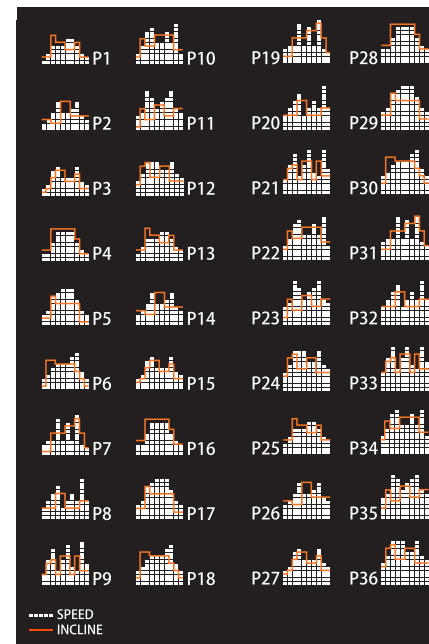 P1 P10 P19 P28
P2 P11 P20 P29
P3 P12 P21 P30
P4 P13 P22 P31
P5 P14 P23 P32
P6 P15 P24 P33
P7 P16 P25 P34
P8 P17 P26 P35
P9 P18 P27 P36
SPEED
INCLINE